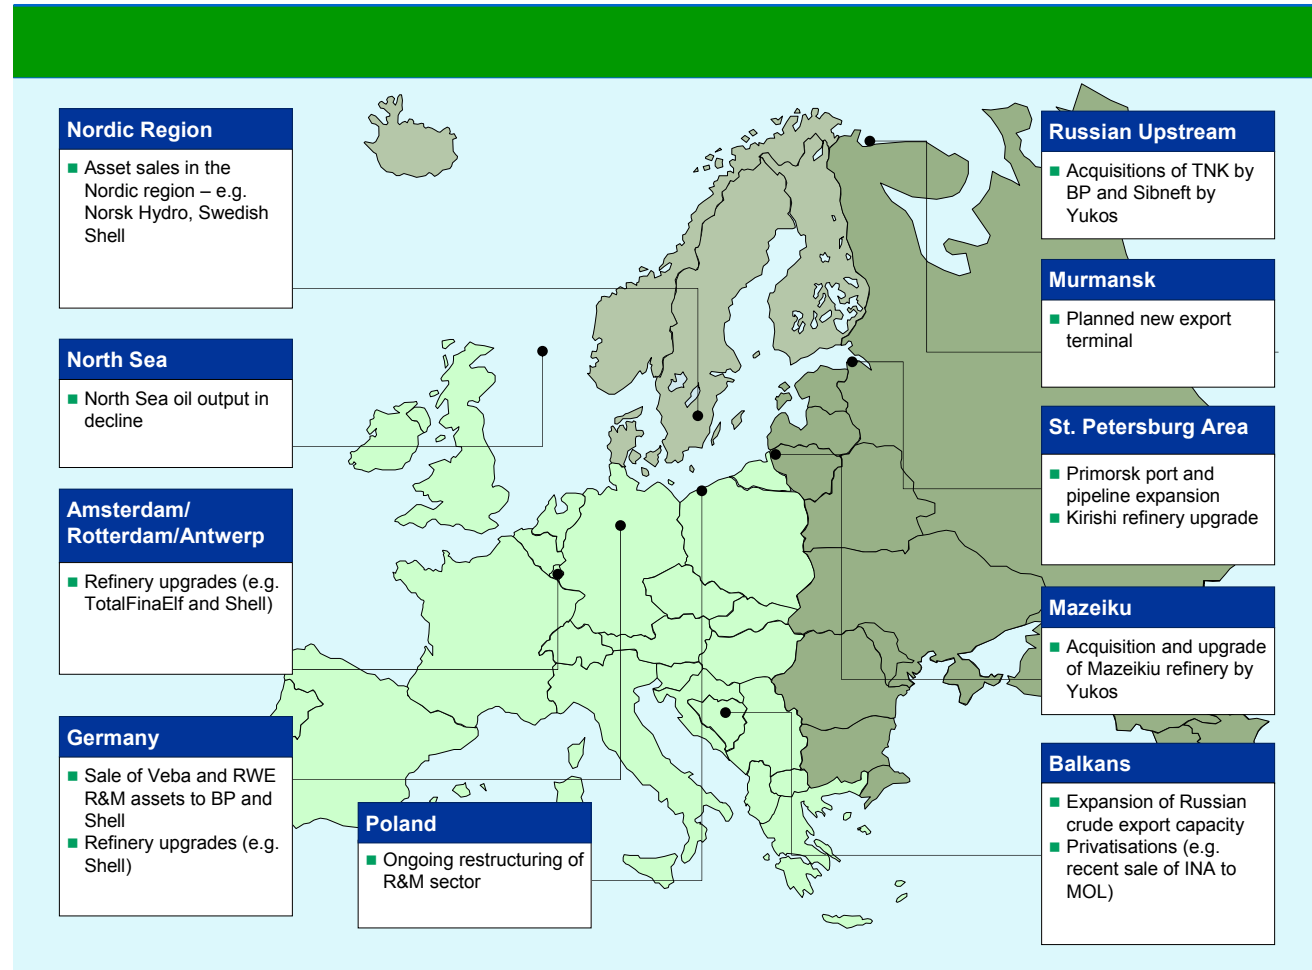 Nordic Region
Asset sales in the
Nordic region – e.g.
Norsk Hydro, Swedish
Shell
North Sea
North Sea oil output in
decline
Amsterdam/
Rotterdam/Antwerp
Refinery upgrades (e.g.
TotalFinaElf and Shell)
Germany
Sale of Veba and RWE
R&M assets to BP and
Shell
Refinery upgrades (e.g.
Shell)
Poland
Ongoing restructuring of
R&M sector
Russian Upstream
Acquisitions of TNK by
BP and Sibneft by
Yukos
Murmansk
Planned new export
terminal
St. Petersburg Area
Primorsk port and
pipeline expansion
Kirishi refinery upgrade
Mazeiku
Acquisition and upgrade
of Mazeikiu refinery by
Yukos
Balkans
Expansion of Russian
crude export capacity
Privatisations (e.g.
recent sale of INA to
MOL)